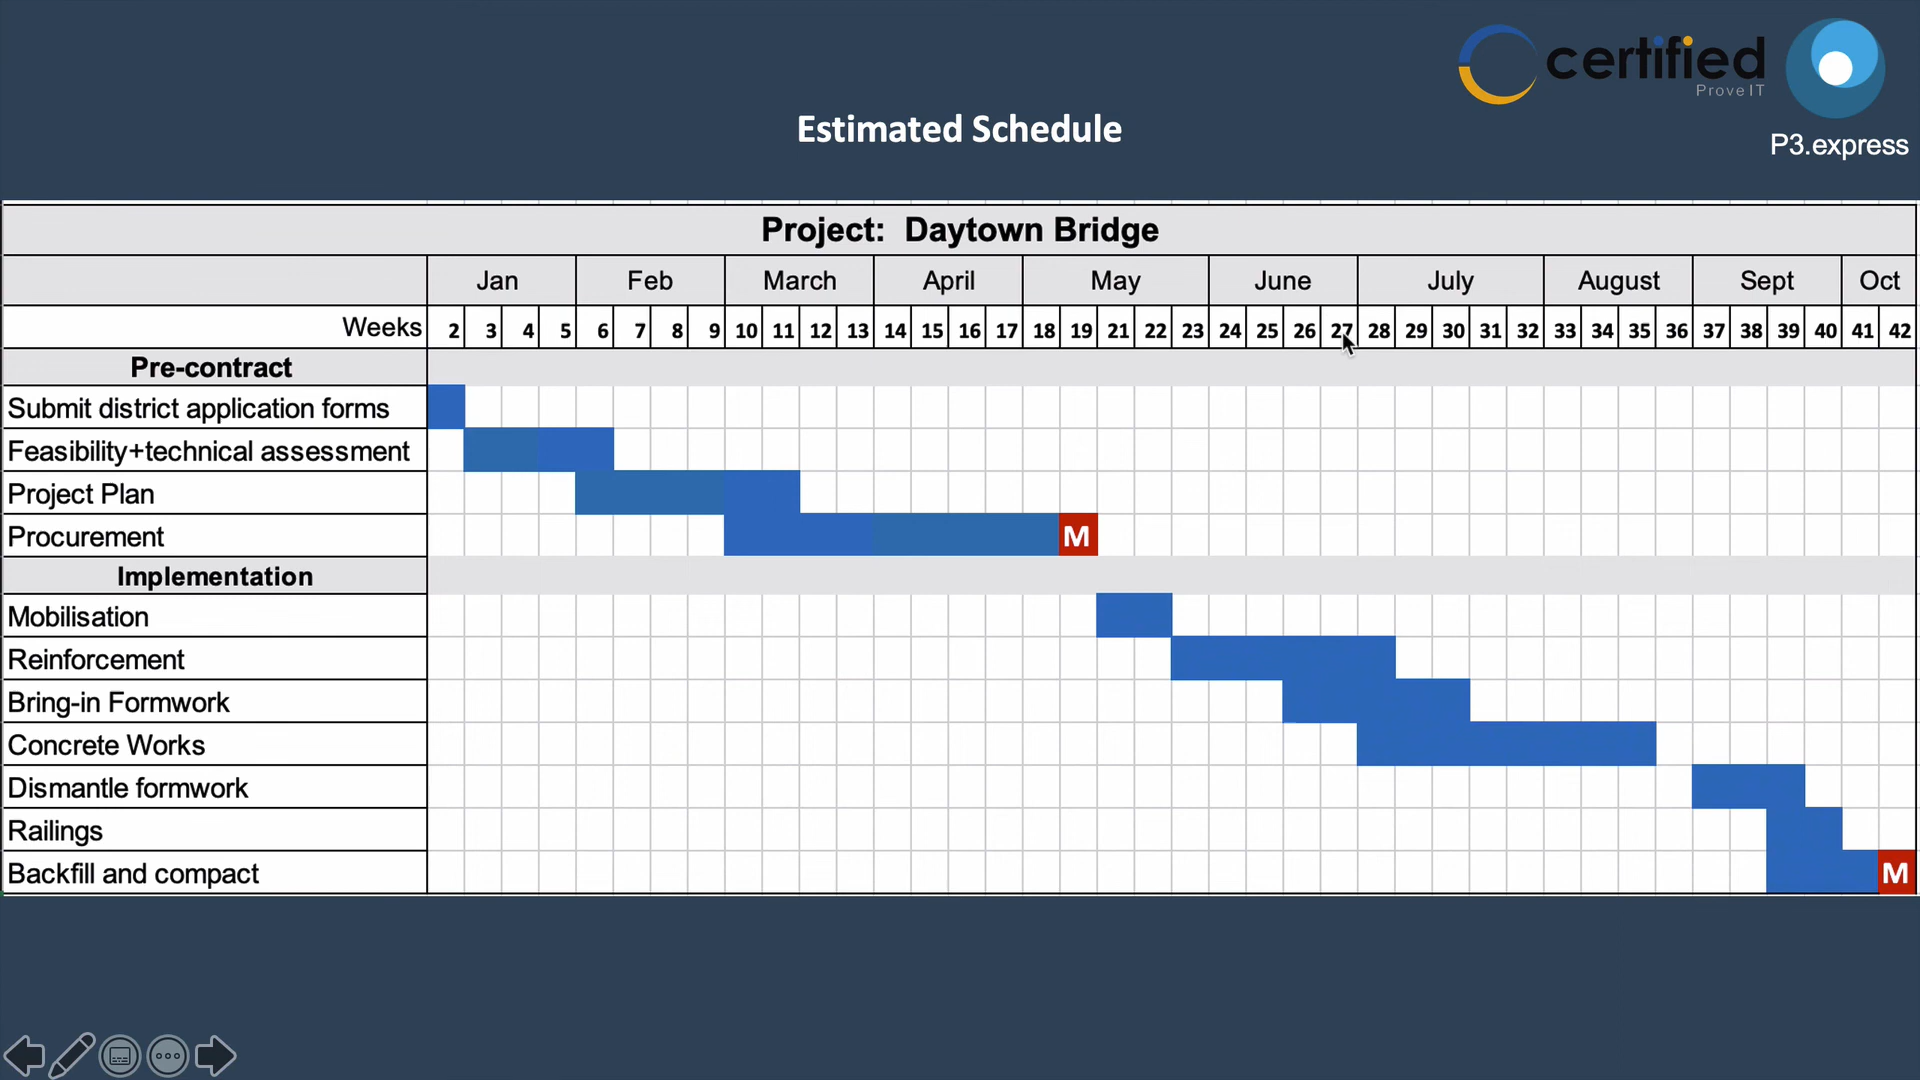 certified
Prove IT
P3.express
Estimated Schedule
Project: Daytown Bridge
Jan Feb March April May June July August Sept Oct
Weeks 2 3 4 5 6 7 8 9 10 11 12 13 14 15 16 17 18 19 21 22 23 24 25 26 27 28 29 30 31 32 33 34 35 36 37 38 39 40 41 42
Pre-contract
Submit district application forms
Feasibility+technical assessment
Project Plan
Procurement M
Implementation
Mobilisation
Reinforcement
Bring-in Formwork
Concrete Works
Dismantle formwork
Railings
Backfill and compact M